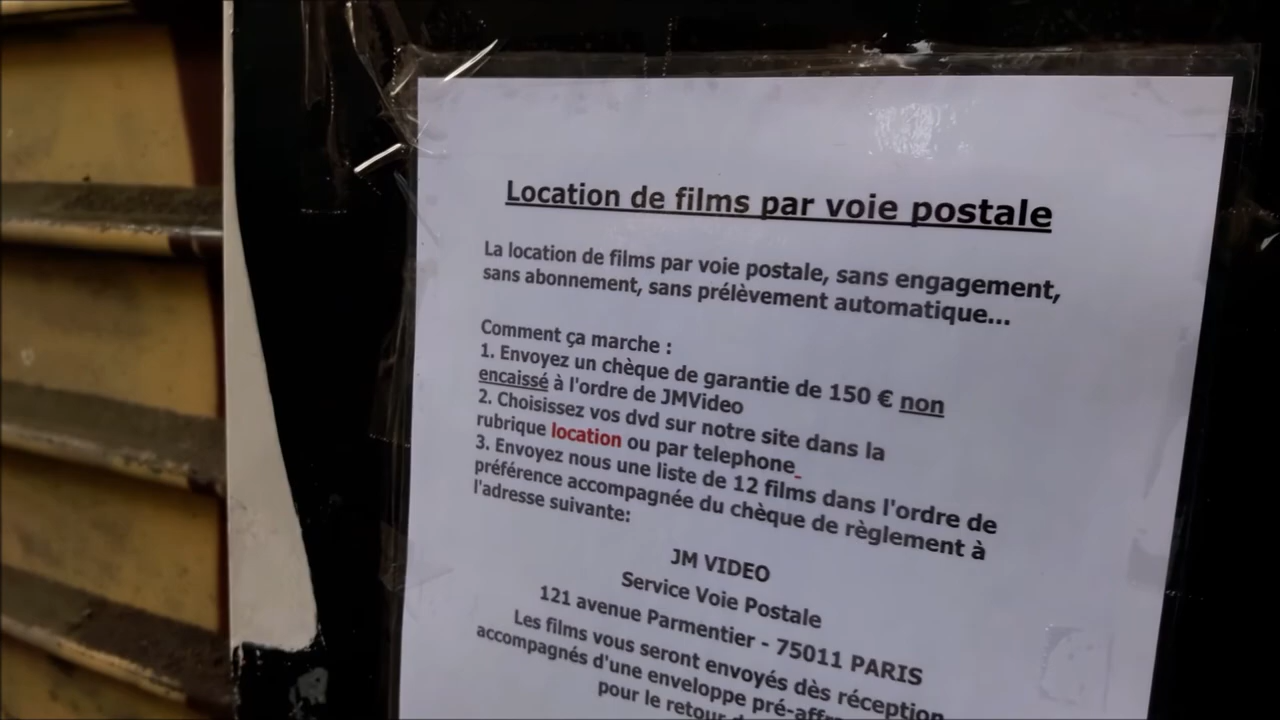 Location de films par voie postale
La location de films par voie postale, sans engagement,
sans abonnement, sans prélèvement automatique...
Comment ça marche :
1. Envoyez un chèque de garantie de 150 € non
encaissé à l'ordre de JMVideo
2. Choisissez vos dvd sur notre site dans la
rubrique location ou par telephone
3. Envoyez nous une liste de 12 films dans l'ordre de
préférence accompagnée du chèque de règlement à
l'adresse suivante:
JM VIDEO
Service Voie Postale
121 avenue Parmentier - 75011 PARIS
Les films vous seront envoyés dès réception
accompagnés d'une enveloppe
pour le retour